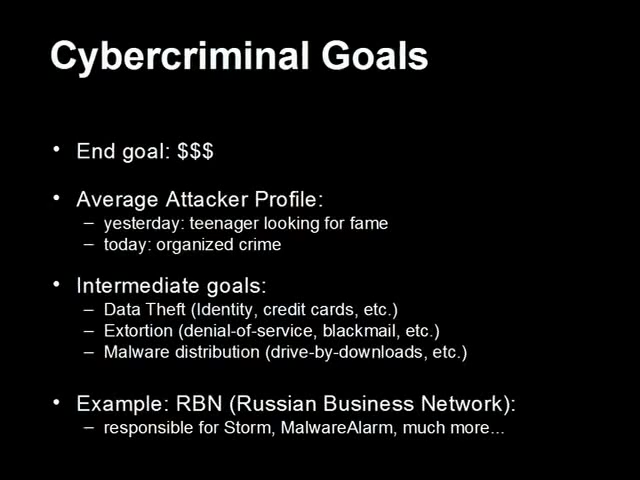 Cybercriminal Goals
• End goal: $$$
• Average Attacker Profile:
– yesterday: teenager looking for fame
– today: organized crime
• Intermediate goals:
– Data Theft (Identity, credit cards, etc.)
– Extortion (denial-of-service, blackmail, etc.)
– Malware distribution (drive-by-downloads, etc.)
• Example: RBN (Russian Business Network):
– responsible for Storm, MalwareAlarm, much more...